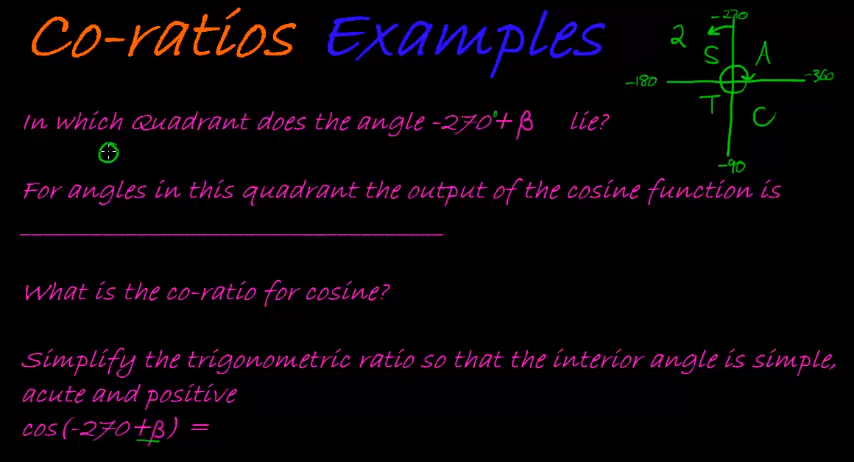 Co-ratios Examples
-270
2
S A
-180 -360
T C
-90
In which Quadrant does the angle -270°+β lie?
For angles in this quadrant the output of the cosine function is
_____________________________________
What is the co-ratio for cosine?
Simplify the trigonometric ratio so that the interior angle is simple,
acute and positive
cos(-270+β) =